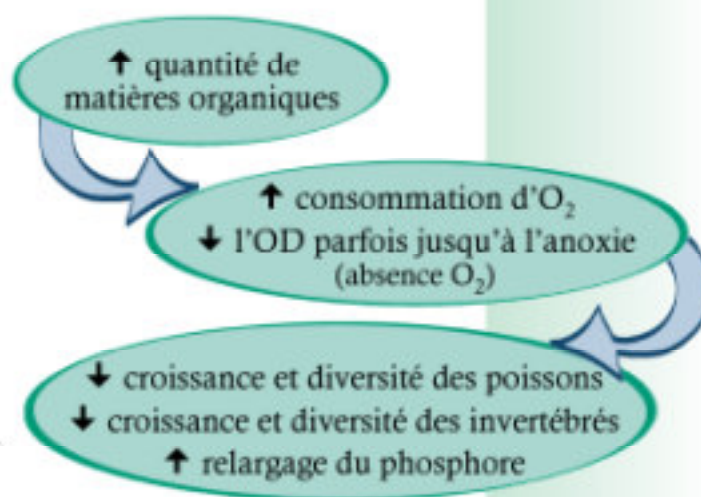 ↑ quantité de
matières organiques
↑ consommation d'O₂
↓ l'OD parfois jusqu'à l'anoxie
(absence O₂)
↓ croissance et diversité des poissons
↓ croissance et diversité des invertébrés
↑ relargage du phosphore